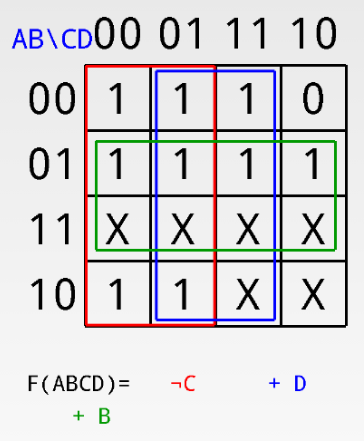 AB\CD 00 01 11 10
00 1 1 1 0
01 1 1 1 1
11 X X X X
10 1 1 X X
F(ABCD)= ¬C + D
+ B